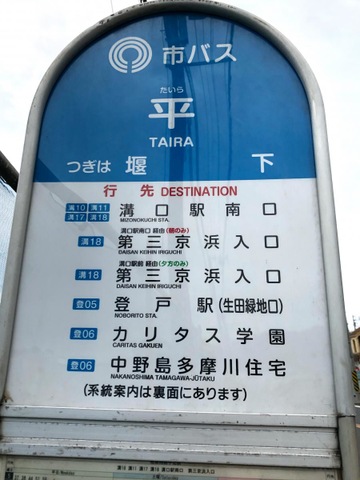 市バス
たいら
平
TAIRA
つぎは 堰下
行先 DESTINATION
溝10 溝11 溝口駅南口
溝17 溝18 MIZONOKUCHI STA.
溝口駅南口 経由(朝のみ)
溝18 第三京浜入口
DAISAN KEIHIN IRIGUCHI
溝口駅前 経由(夕方のみ)
溝18 第三京浜入口
DAISAN KEIHIN IRIGUCHI
登05 登戸駅(生田緑地口)
NOBORITO STA.
登06 カリタス学園
CARITAS GAKUEN
登06 中野島多摩川住宅
NAKANOSHIMA TAMAGAWA-JŪTAKU
(系統案内は裏面にあります)